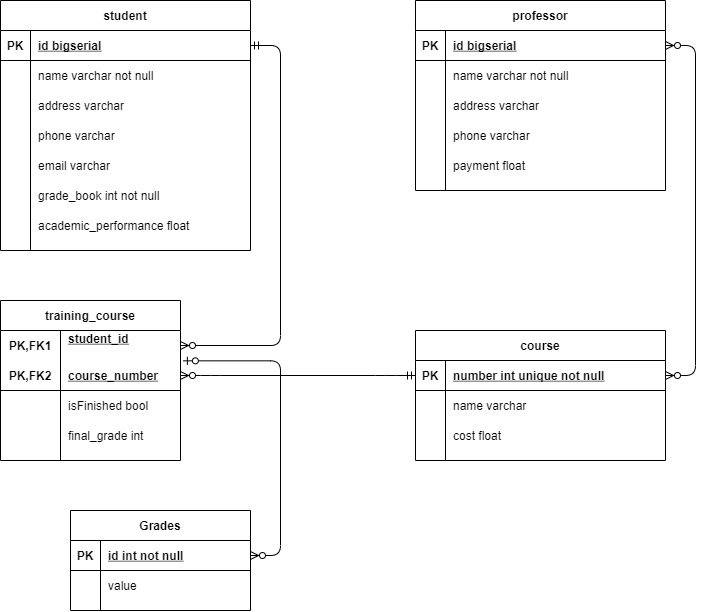 student
PK id bigserial
name varchar not null
address varchar
phone varchar
email varchar
grade_book int not null
academic_performance float
professor
PK id bigserial
name varchar not null
address varchar
phone varchar
payment float
training_course
PK,FK1 student_id
PK,FK2 course_number
isFinished bool
final_grade int
course
PK number int unique not null
name varchar
cost float
Grades
PK id int not null
value